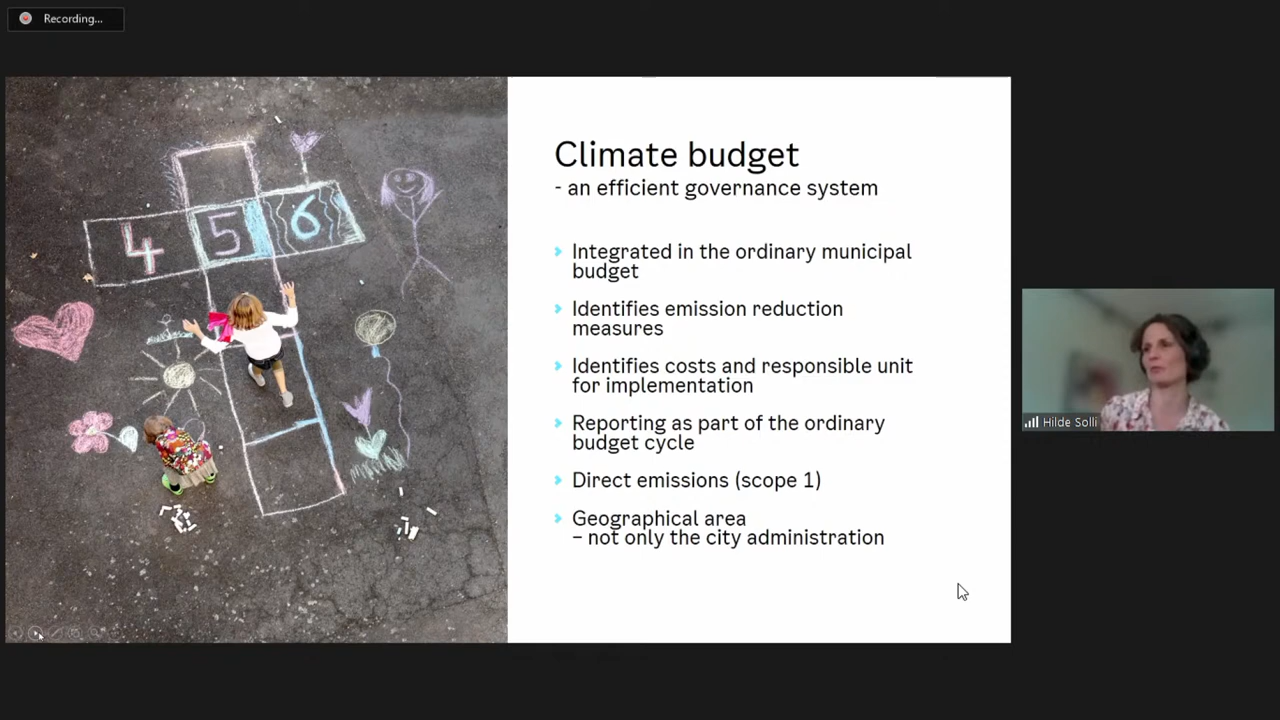 Recording...
4 5 6
Climate budget
- an efficient governance system
Integrated in the ordinary municipal
budget
Identifies emission reduction
measures
Identifies costs and responsible unit
for implementation
Reporting as part of the ordinary
budget cycle
Direct emissions (scope 1)
Geographical area
– not only the city administration
Hilde Solli